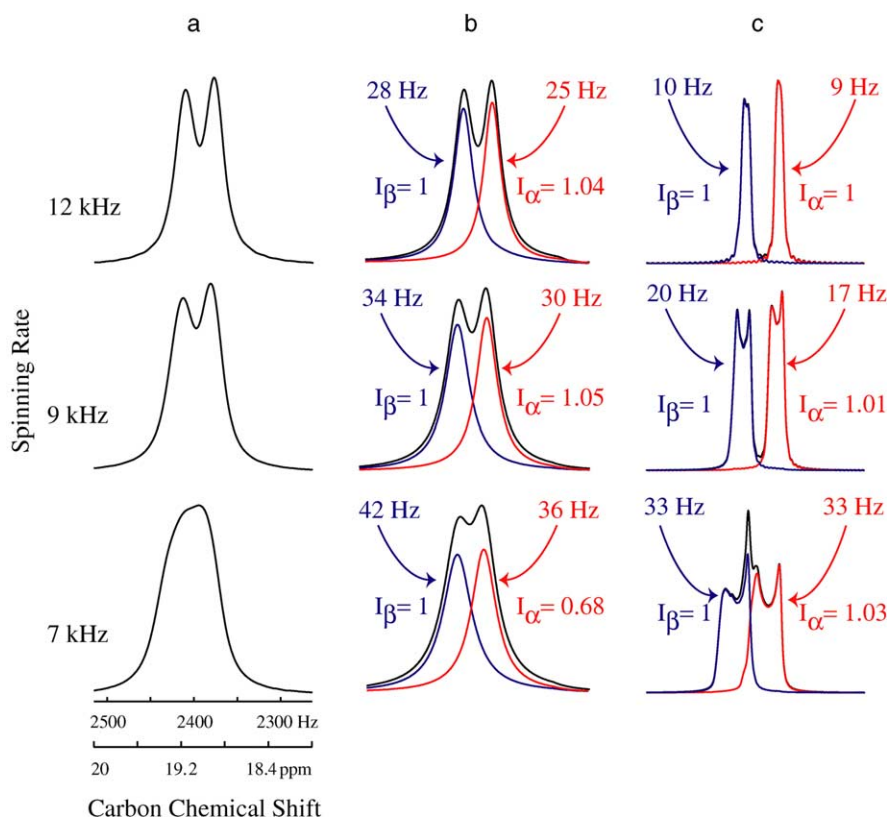 a
b
c
28 Hz
25 Hz
10 Hz
9 Hz
12 kHz
Iβ= 1
Iα= 1.04
Iβ= 1
Iα= 1
34 Hz
30 Hz
20 Hz
17 Hz
Spinning Rate
9 kHz
Iβ= 1
Iα= 1.05
Iβ= 1
Iα= 1.01
42 Hz
36 Hz
33 Hz
33 Hz
7 kHz
Iβ= 1
Iα= 0.68
Iβ= 1
Iα= 1.03
2500 2400 2300 Hz
20 19.2 18.4 ppm
Carbon Chemical Shift